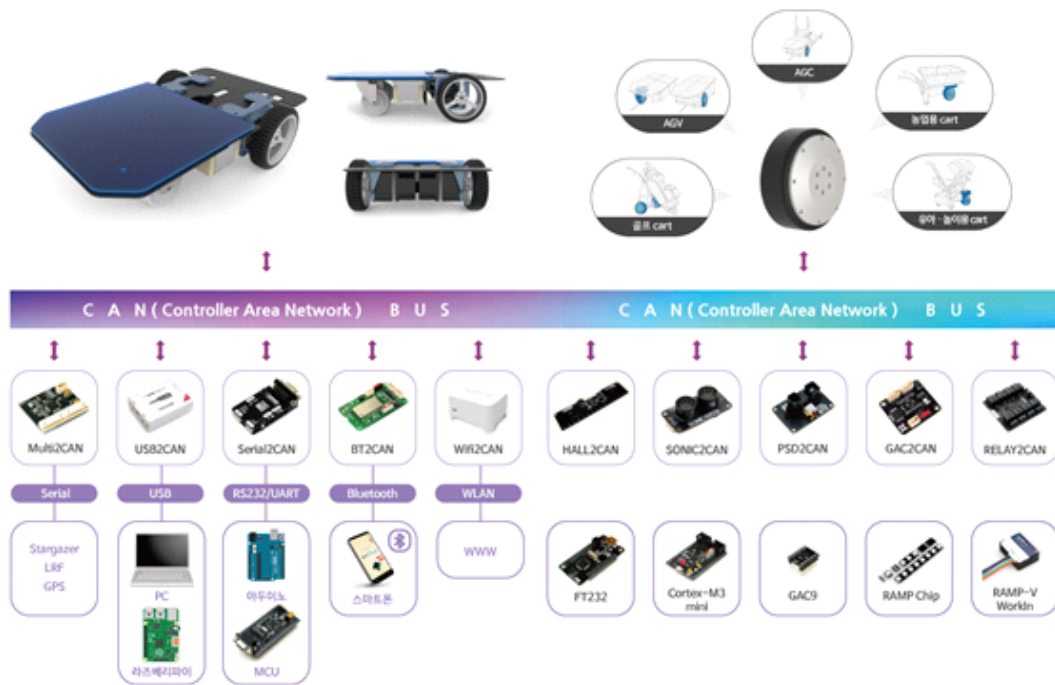 AGC
AGV
농업용 cart
골프 cart
유아 · 놀이용 cart
C A N ( Controller Area Network ) B U S
C A N ( Controller Area Network ) B U S
Multi2CAN
USB2CAN
Serial2CAN
BT2CAN
Wifi2CAN
HALL2CAN
SONIC2CAN
PSD2CAN
GAC2CAN
RELAY2CAN
Serial
USB
RS232/UART
Bluetooth
WLAN
Stargazer
LRF
GPS
PC
라즈베리파이
아두이노
MCU
스마트폰
WWW
FT232
Cortex-M3
mini
GAC9
RAMP Chip
RAMP-V
WorkIn